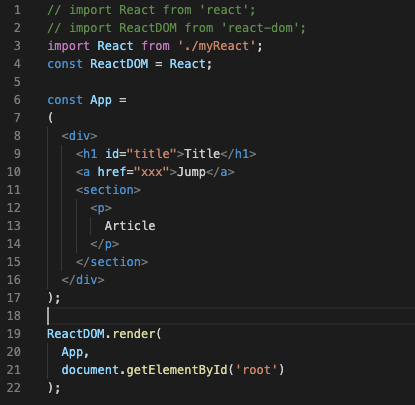 1 // import React from 'react';
2 // import ReactDOM from 'react-dom';
3 import React from './myReact';
4 const ReactDOM = React;
5
6 const App =
7 (
8 <div>
9 <h1 id="title">Title</h1>
10 <a href="xxx">Jump</a>
11 <section>
12 <p>
13 Article
14 </p>
15 </section>
16 </div>
17 );
18
19 ReactDOM.render(
20 App,
21 document.getElementById('root')
22 );